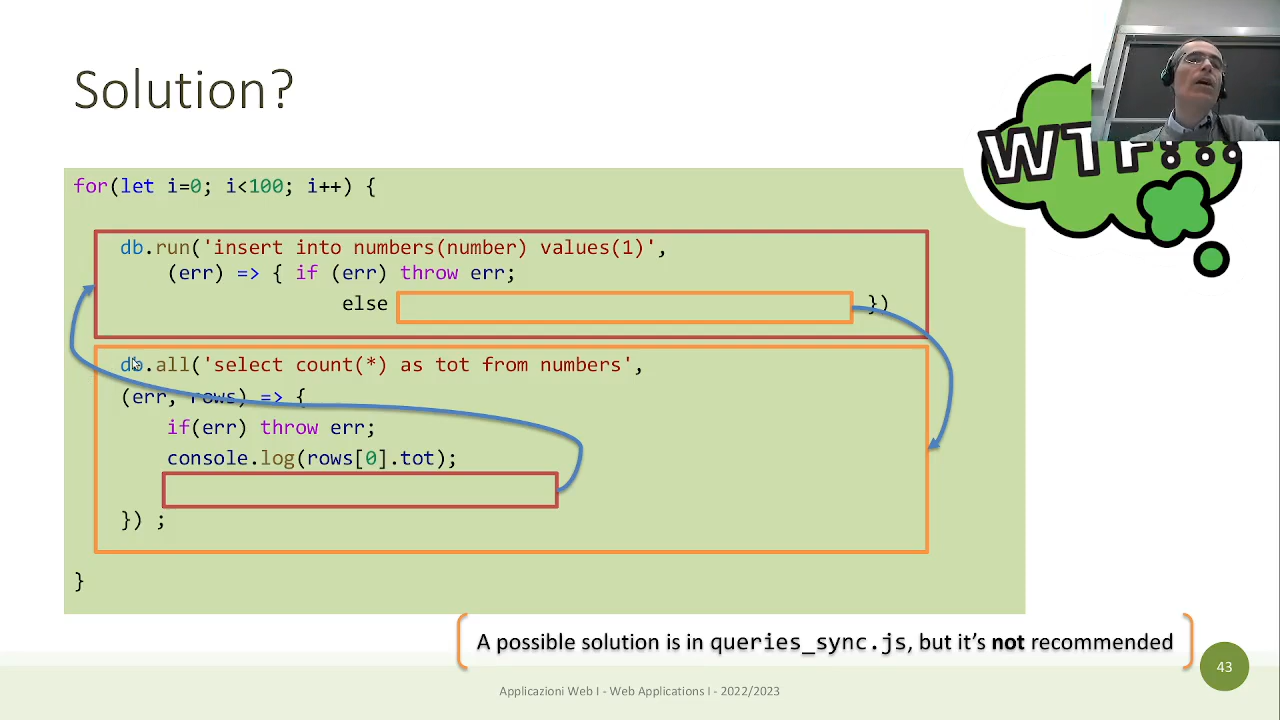 Solution?
WTF!...
for(let i=0; i<100; i++) {
db.run('insert into numbers(number) values(1)',
(err) => { if (err) throw err;
else })
db.all('select count(*) as tot from numbers',
(err, rows) => {
if(err) throw err;
console.log(rows[0].tot);
}) ;
}
A possible solution is in queries_sync.js, but it's not recommended
43
Applicazioni Web I - Web Applications I - 2022/2023